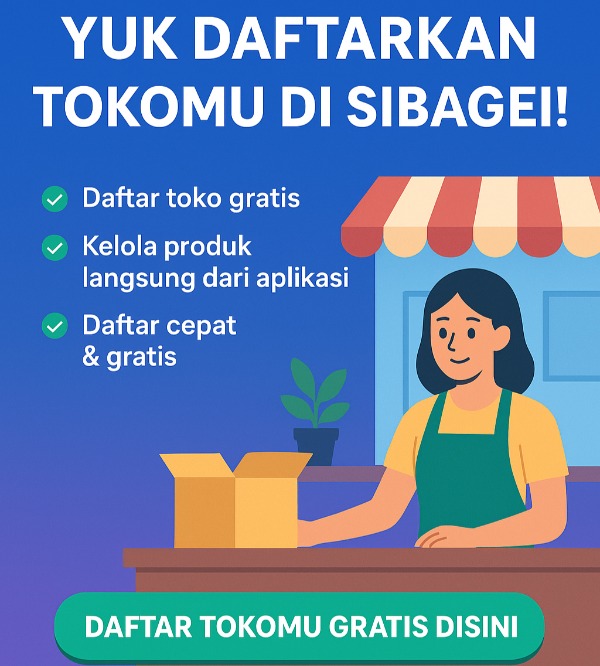 YUK DAFTARKAN
TOKOMU DI SIBAGEI!
Daftar toko gratis
Kelola produk
langsung dari aplikasi
Daftar cepat
& gratis
DAFTAR TOKOMU GRATIS DISINI